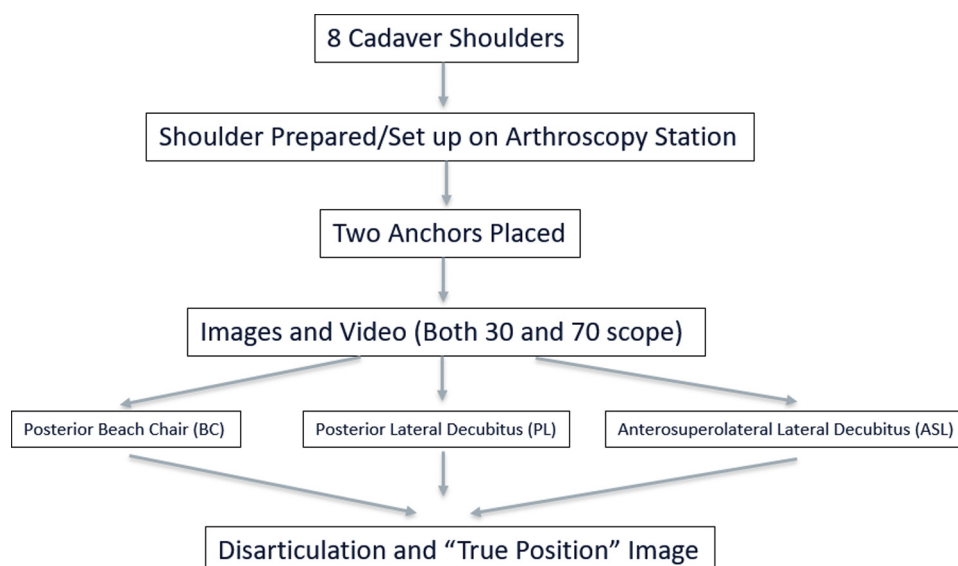 8 Cadaver Shoulders
Shoulder Prepared/Set up on Arthroscopy Station
Two Anchors Placed
Images and Video (Both 30 and 70 scope)
Posterior Beach Chair (BC)
Posterior Lateral Decubitus (PL)
Anterosuperolateral Lateral Decubitus (ASL)
Disarticulation and “True Position” Image